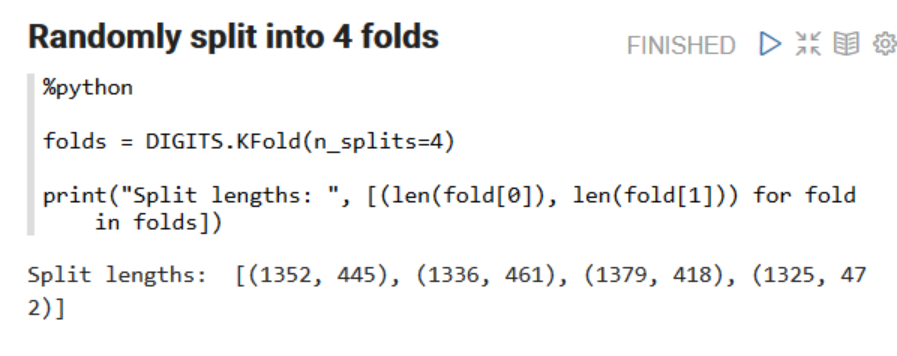 Randomly split into 4 folds
FINISHED
%python
folds = DIGITS.KFold(n_splits=4)
print("Split lengths: ", [(len(fold[0]), len(fold[1])) for fold
in folds])
Split lengths:  [(1352, 445), (1336, 461), (1379, 418), (1325, 47
2)]